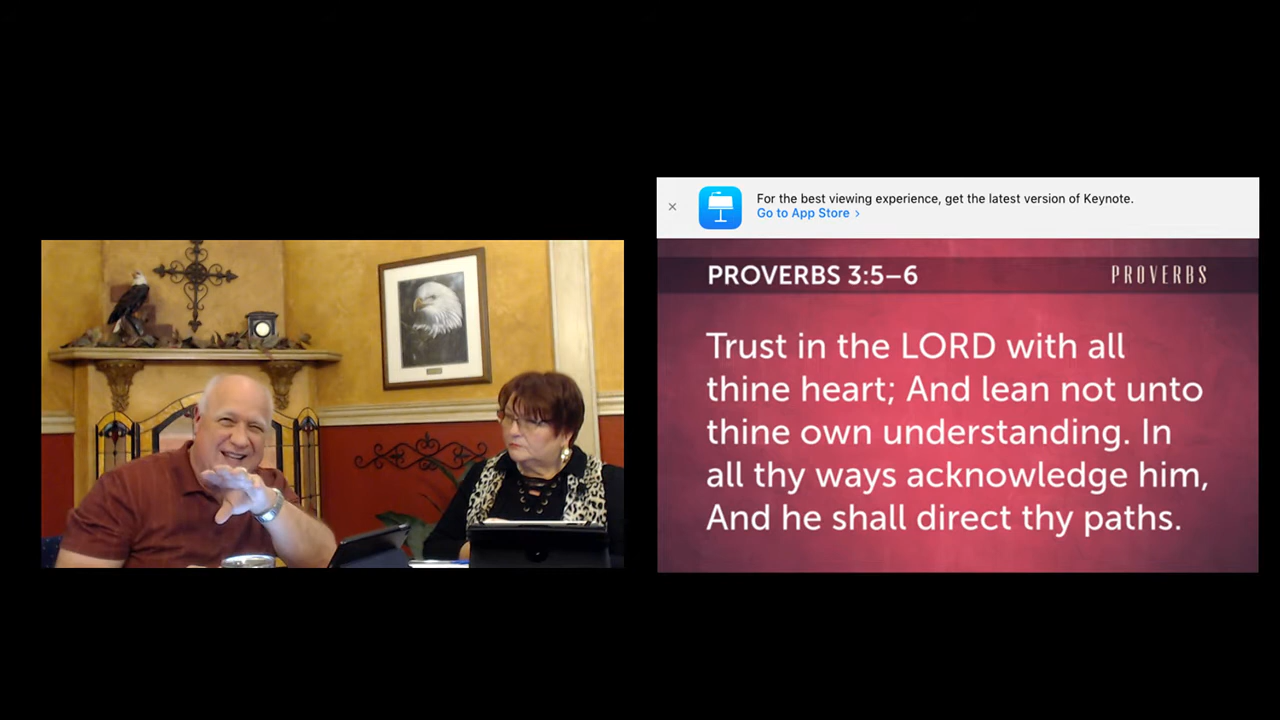 For the best viewing experience, get the latest version of Keynote.
Go to App Store >
PROVERBS 3:5–6
PROVERBS
Trust in the LORD with all
thine heart; And lean not unto
thine own understanding. In
all thy ways acknowledge him,
And he shall direct thy paths.